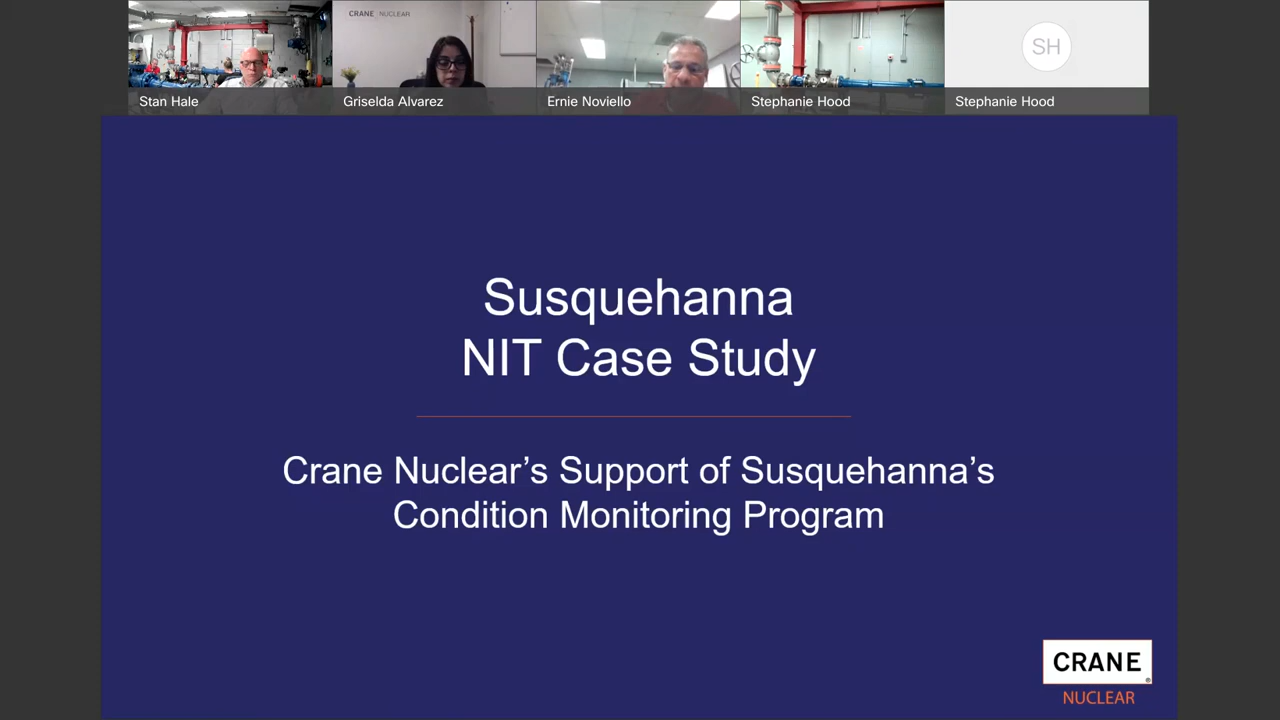 CRANE NUCLEAR
Stan Hale
Griselda Alvarez
Ernie Noviello
Stephanie Hood
SH
Stephanie Hood
Susquehanna
NIT Case Study
Crane Nuclear’s Support of Susquehanna’s
Condition Monitoring Program
CRANE
®
NUCLEAR